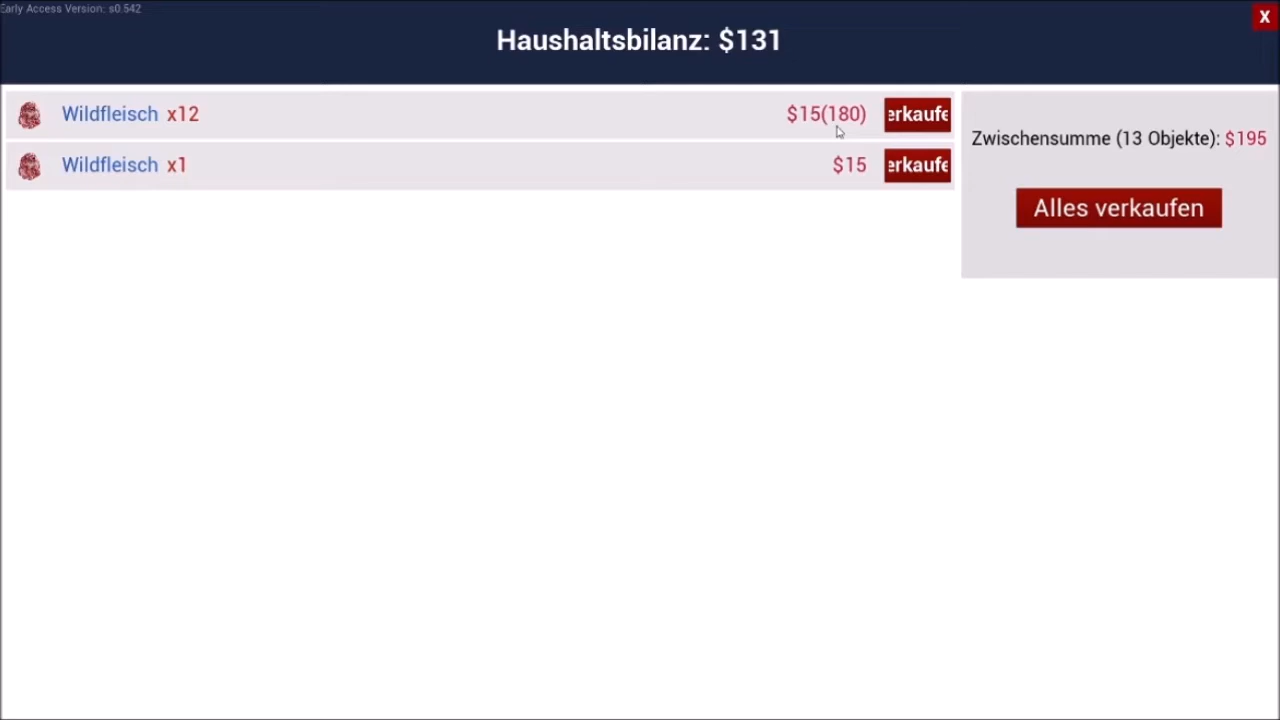 Early Access Version: s0.542
X
Haushaltsbilanz: $131
Wildfleisch x12 $15(180) erkaufe
Wildfleisch x1 $15 erkaufe
Zwischensumme (13 Objekte): $195
Alles verkaufen